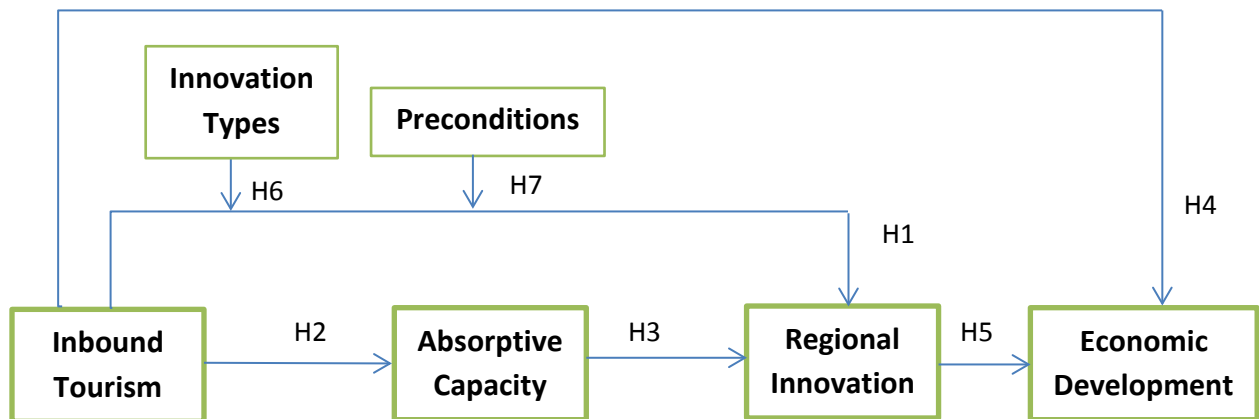 Innovation
Types
Preconditions
H6
H7
H4
H1
Inbound
Tourism
H2
Absorptive
Capacity
H3
Regional
Innovation
H5
Economic
Development